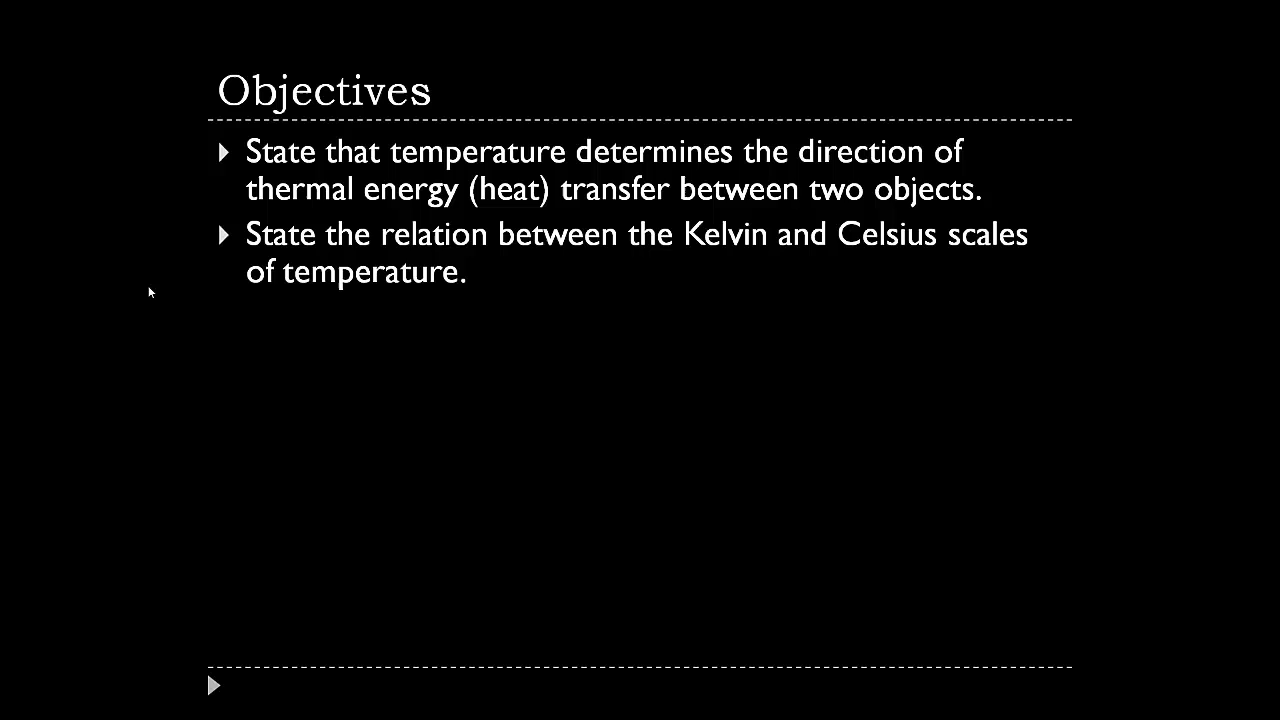 Objectives
State that temperature determines the direction of
thermal energy (heat) transfer between two objects.
State the relation between the Kelvin and Celsius scales
of temperature.